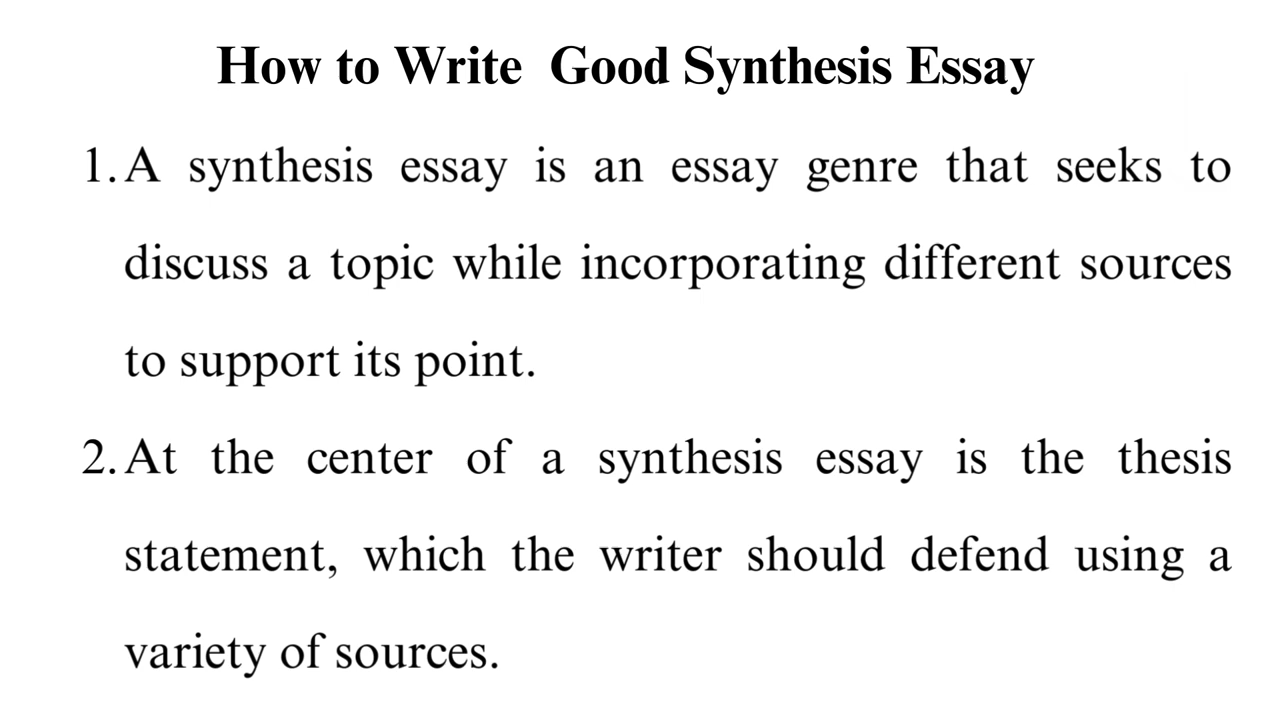 How to Write  Good Synthesis Essay
1. A synthesis essay is an essay genre that seeks to
discuss a topic while incorporating different sources
to support its point.
2. At the center of a synthesis essay is the thesis
statement, which the writer should defend using a
variety of sources.